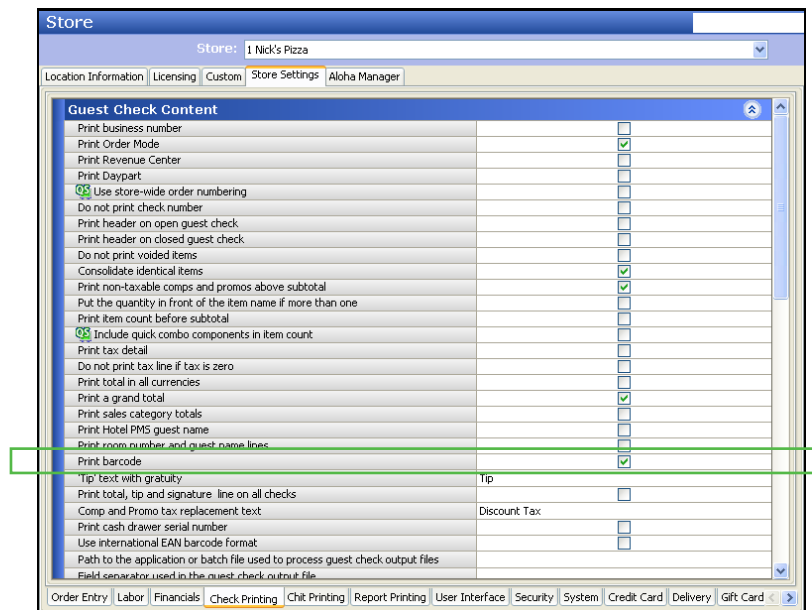 Store
Store: 1 Nick's Pizza
Location Information Licensing Custom Store Settings Aloha Manager
Guest Check Content
Print business number
Print Order Mode
Print Revenue Center
Print Daypart
QS Use store-wide order numbering
Do not print check number
Print header on open guest check
Print header on closed guest check
Do not print voided items
Consolidate identical items
Print non-taxable comps and promos above subtotal
Put the quantity in front of the item name if more than one
Print item count before subtotal
QS Include quick combo components in item count
Print tax detail
Do not print tax line if tax is zero
Print total in all currencies
Print a grand total
Print sales category totals
Print Hotel PMS guest name
Print room number and guest name lines
Print barcode
'Tip' text with gratuity Tip
Print total, tip and signature line on all checks
Comp and Promo tax replacement text Discount Tax
Print cash drawer serial number
Use international EAN barcode format
Path to the application or batch file used to process guest check output files
Field separator used in the guest check output file
Order Entry Labor Financials Check Printing Chit Printing Report Printing User Interface Security System Credit Card Delivery Gift Card